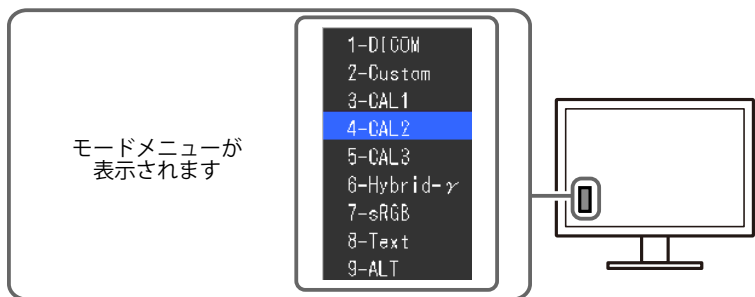 モードメニューが
表示されます
1-DICOM
2-Custom
3-CAL1
4-CAL2
5-CAL3
6-Hybrid-γ
7-sRGB
8-Text
9-ALT